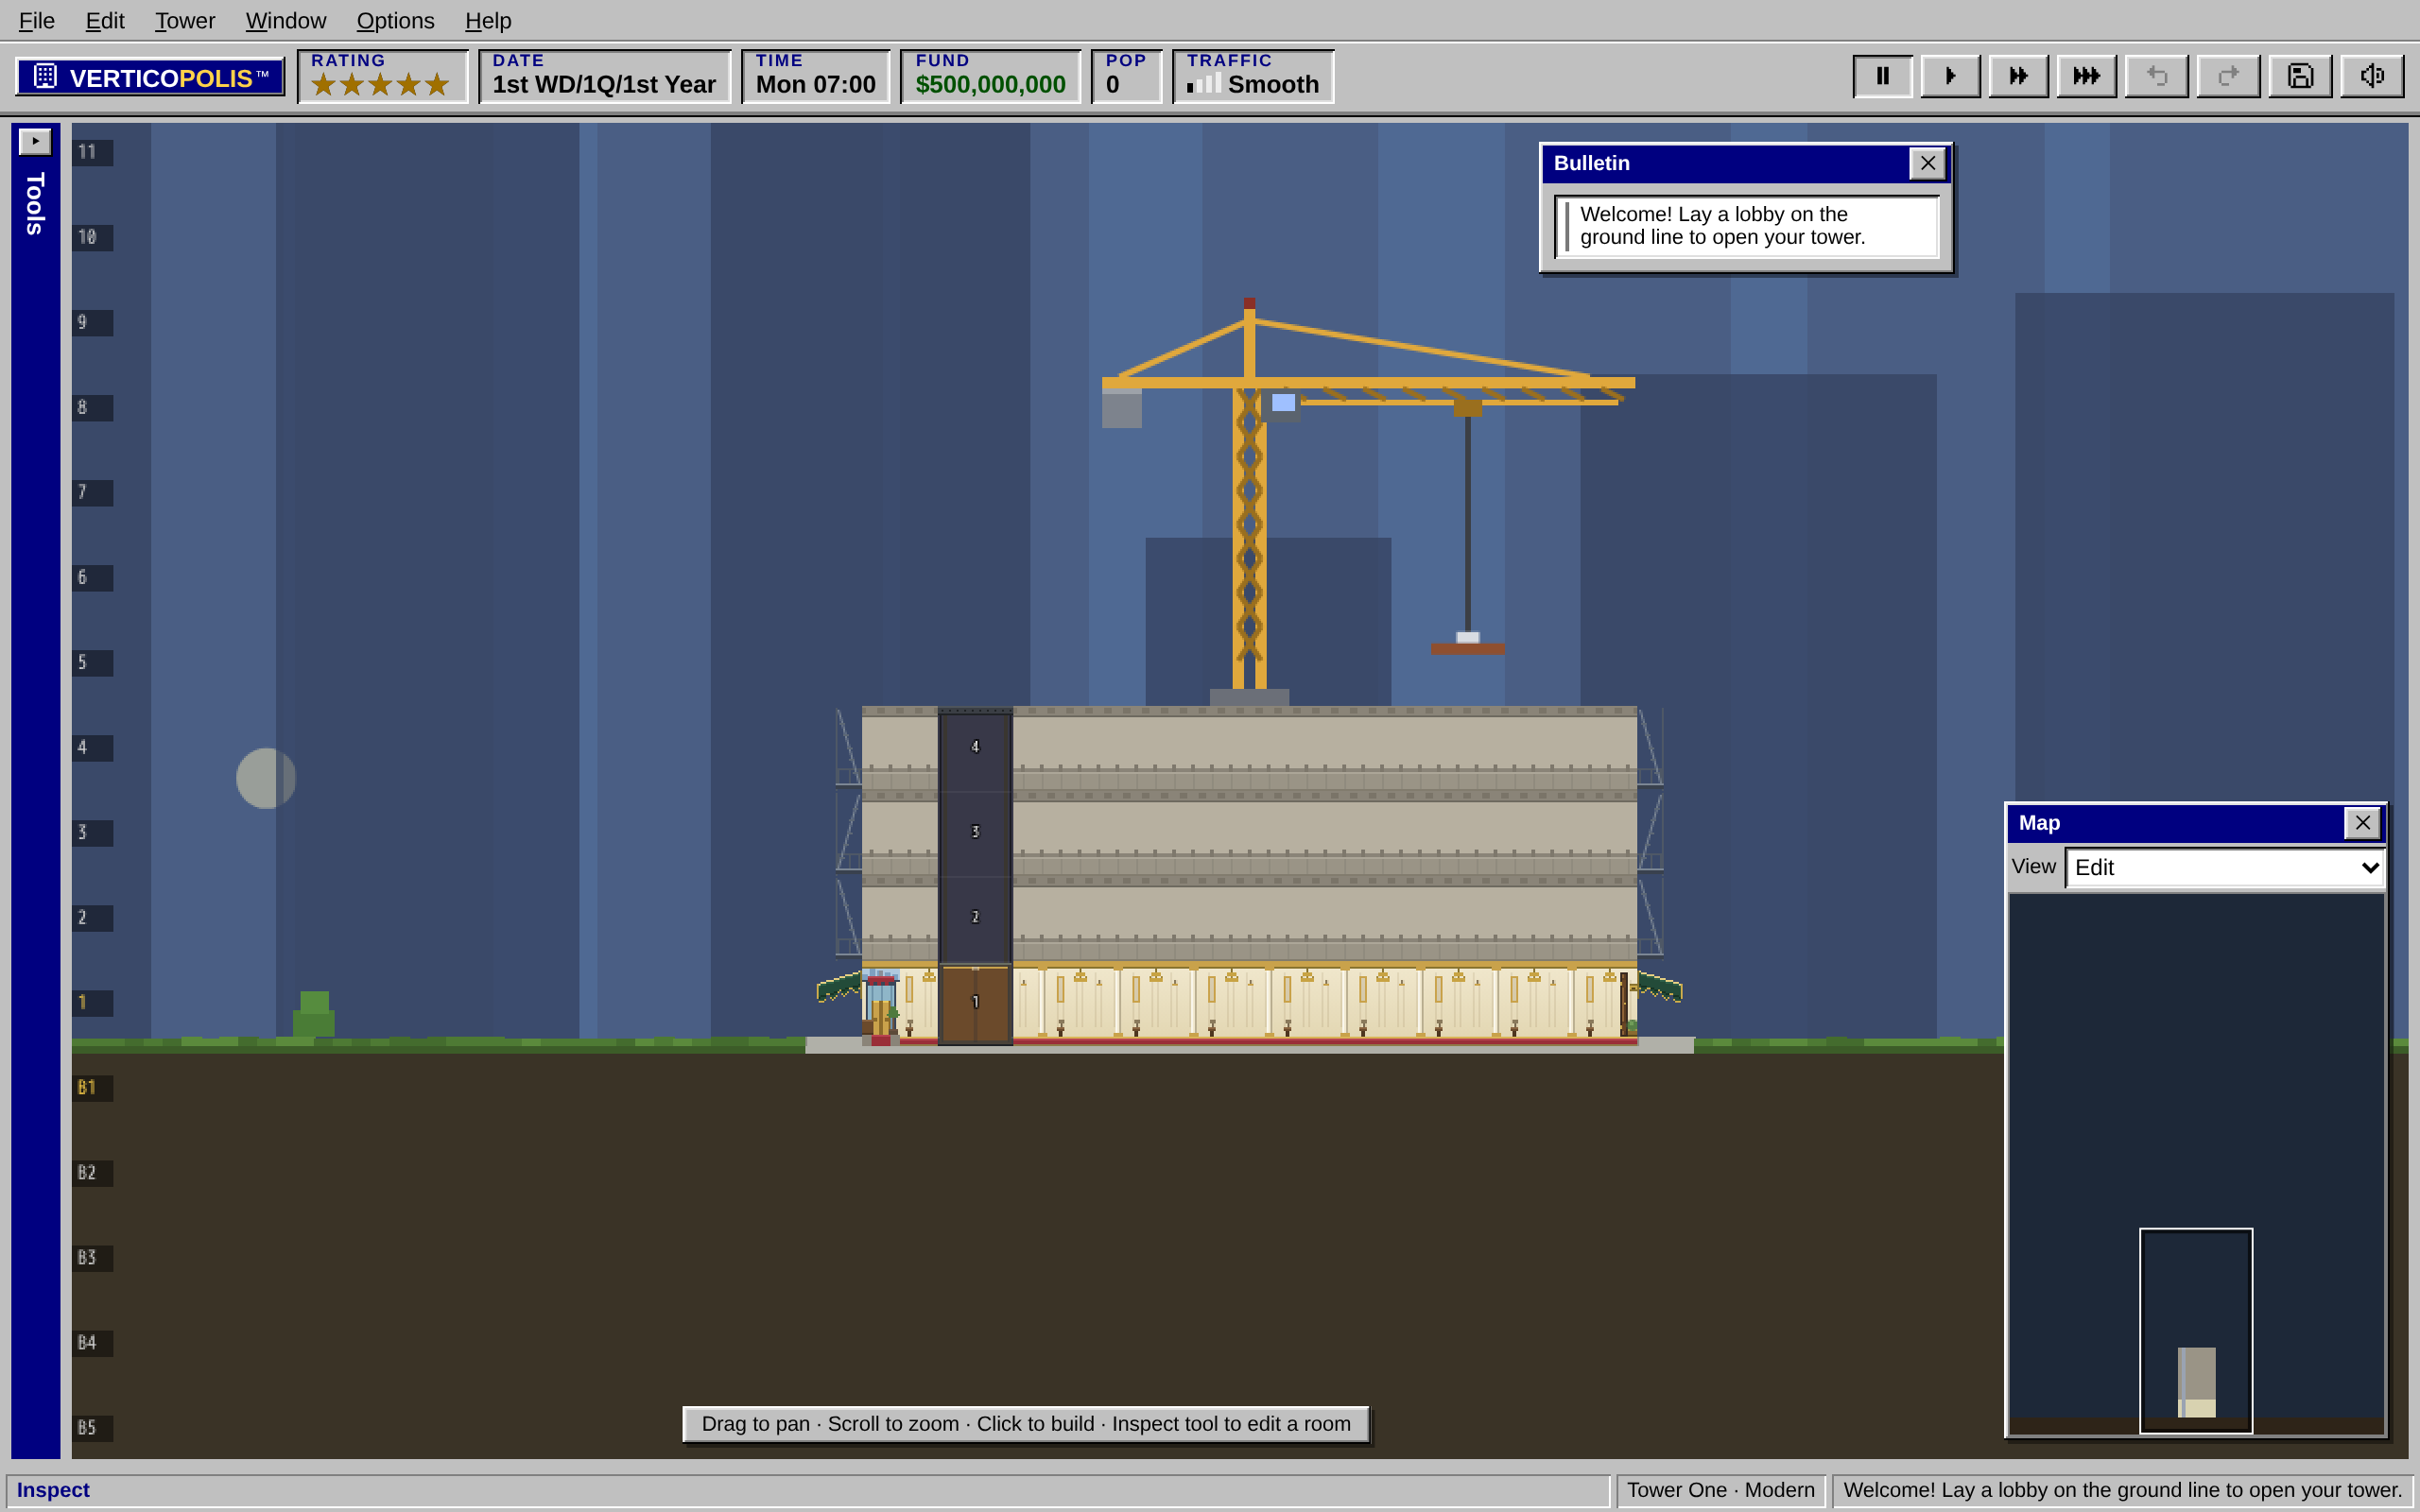 File Edit Tower Window Options Help
VERTICOPOLIS™
RATING
★★★★★
DATE
1st WD/1Q/1st Year
TIME
Mon 07:00
FUND
$500,000,000
POP
0
TRAFFIC
Smooth
Tools
11
10
9
8
7
6
5
4
3
2
1
B1
B2
B3
B4
B5
Bulletin
Welcome! Lay a lobby on the
ground line to open your tower.
4
3
2
1
Map
View Edit
Drag to pan · Scroll to zoom · Click to build · Inspect tool to edit a room
Inspect
Tower One · Modern
Welcome! Lay a lobby on the ground line to open your tower.